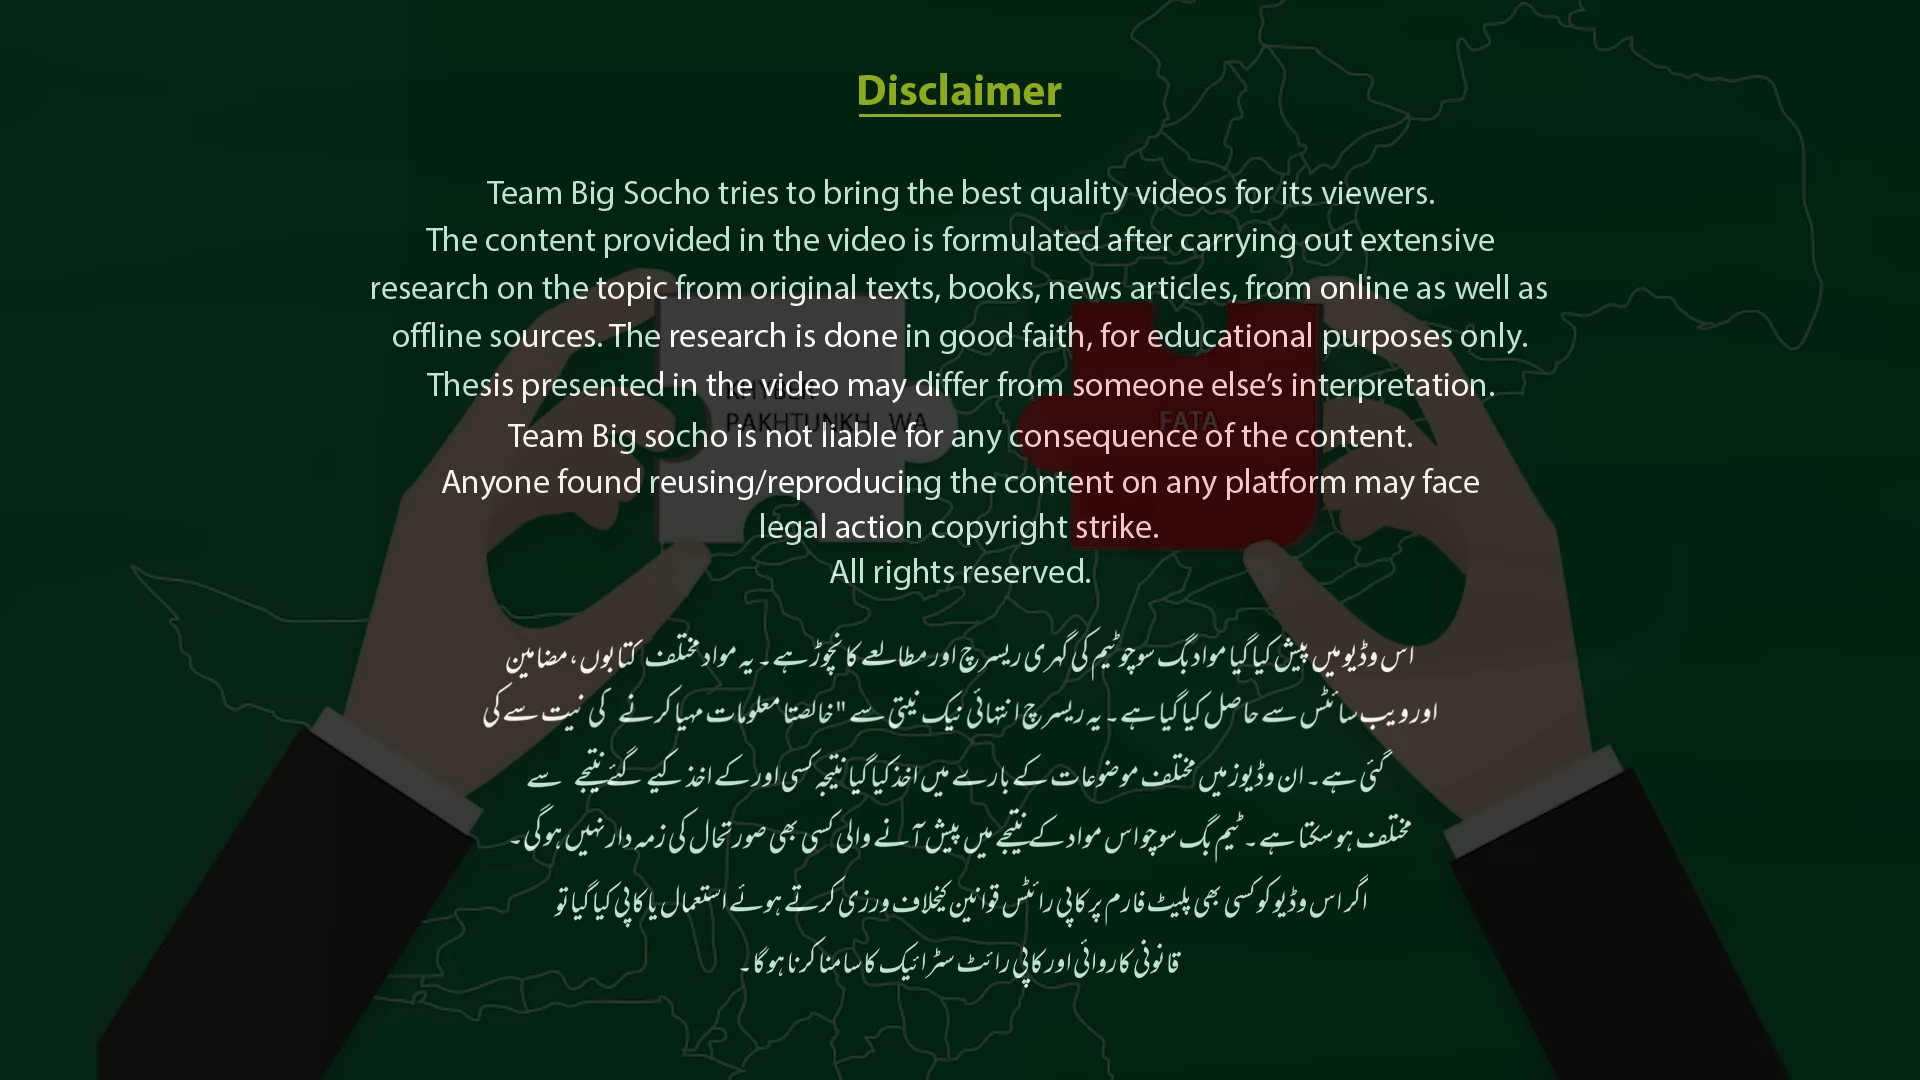 Disclaimer
Team Big Socho tries to bring the best quality videos for its viewers.
The content provided in the video is formulated after carrying out extensive
research on the topic from original texts, books, news articles, from online as well as
offline sources. The research is done in good faith, for educational purposes only.
Thesis presented in the video may differ from someone else’s interpretation.
KHYBER
PAKHTUNKH WA
FATA
Team Big socho is not liable for any consequence of the content.
Anyone found reusing/reproducing the content on any platform may face
legal action copyright strike.
All rights reserved.
اس وڈیو میں پیش کیا گیا مواد بگ سوچو ٹیم کی گہری ریسرچ اور مطالعے کا نچوڑ ہے۔ یہ مواد مختلف کتابوں، مضامین
اور ویب سائٹس سے حاصل کیا گیا ہے۔ یہ ریسرچ انتہائی نیک نیتی سے "خالصتا معلومات مہیا کرنے کی نیت سے کی
گئی ہے۔ ان وڈیوز میں مختلف موضوعات کے بارے میں اخذ کیا گیا نتیجہ کسی اور کے اخذ کیے گئے نتیجے سے
مختلف ہو سکتا ہے۔ ٹیم بگ سوچو اس مواد کے نتیجے میں پیش آنے والی کسی بھی صورتحال کی زمہ دار نہیں ہوگی۔
اگر اس وڈیو کو کسی بھی پلیٹ فارم پر کاپی رائٹس قوانین کیخلاف ورزی کرتے ہوئے استعمال یا کاپی کیا گیا تو
قانونی کاروائی اور کاپی رائٹ سٹرائیک کا سامنا کرنا ہوگا۔